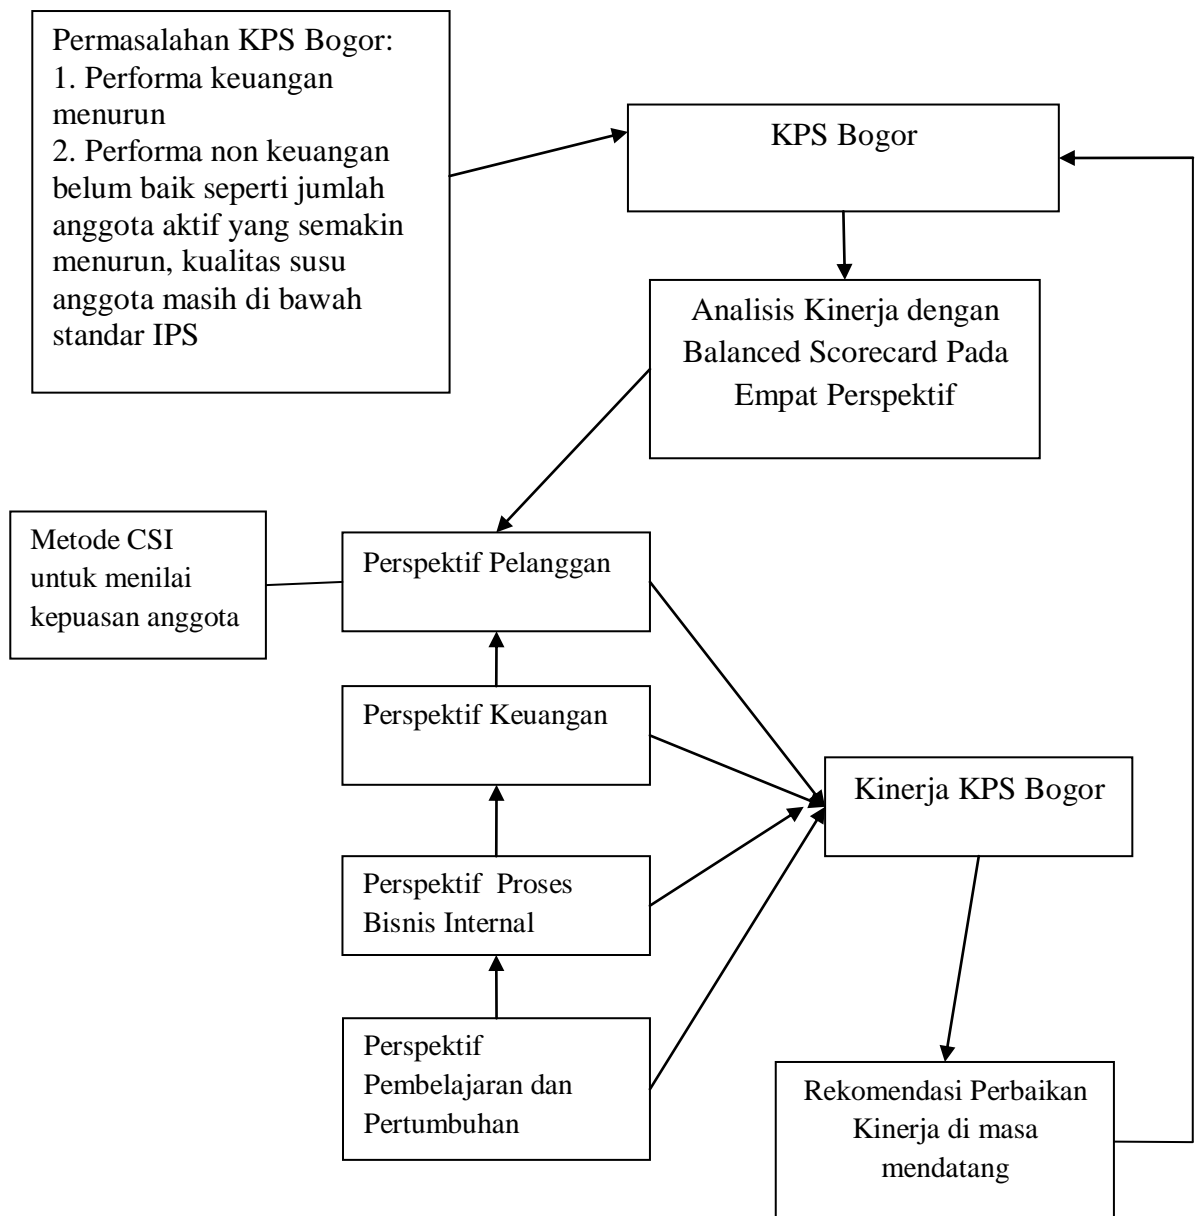 Permasalahan KPS Bogor:
1. Performa keuangan
menurun
2. Performa non keuangan
belum baik seperti jumlah
anggota aktif yang semakin
menurun, kualitas susu
anggota masih di bawah
standar IPS
KPS Bogor
Analisis Kinerja dengan
Balanced Scorecard Pada
Empat Perspektif
Metode CSI
untuk menilai
kepuasan anggota
Perspektif Pelanggan
Perspektif Keuangan
Kinerja KPS Bogor
Perspektif  Proses
Bisnis Internal
Perspektif
Pembelajaran dan
Pertumbuhan
Rekomendasi Perbaikan
Kinerja di masa
mendatang